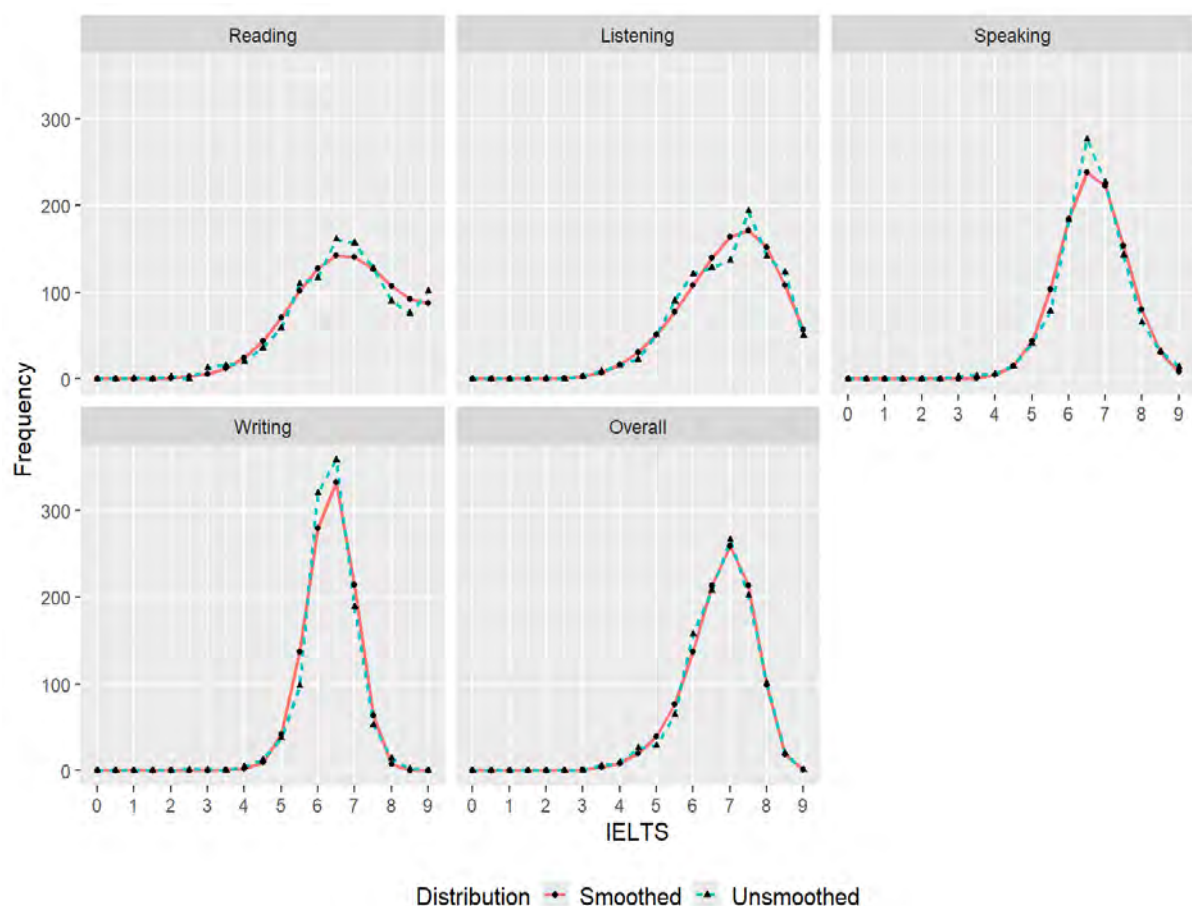 Reading Listening Speaking
300
200
100
0
0 1 2 3 4 5 6 7 8 9
Writing Overall
Frequency
300
200
100
0
0 1 2 3 4 5 6 7 8 9 0 1 2 3 4 5 6 7 8 9
IELTS
Distribution Smoothed Unsmoothed